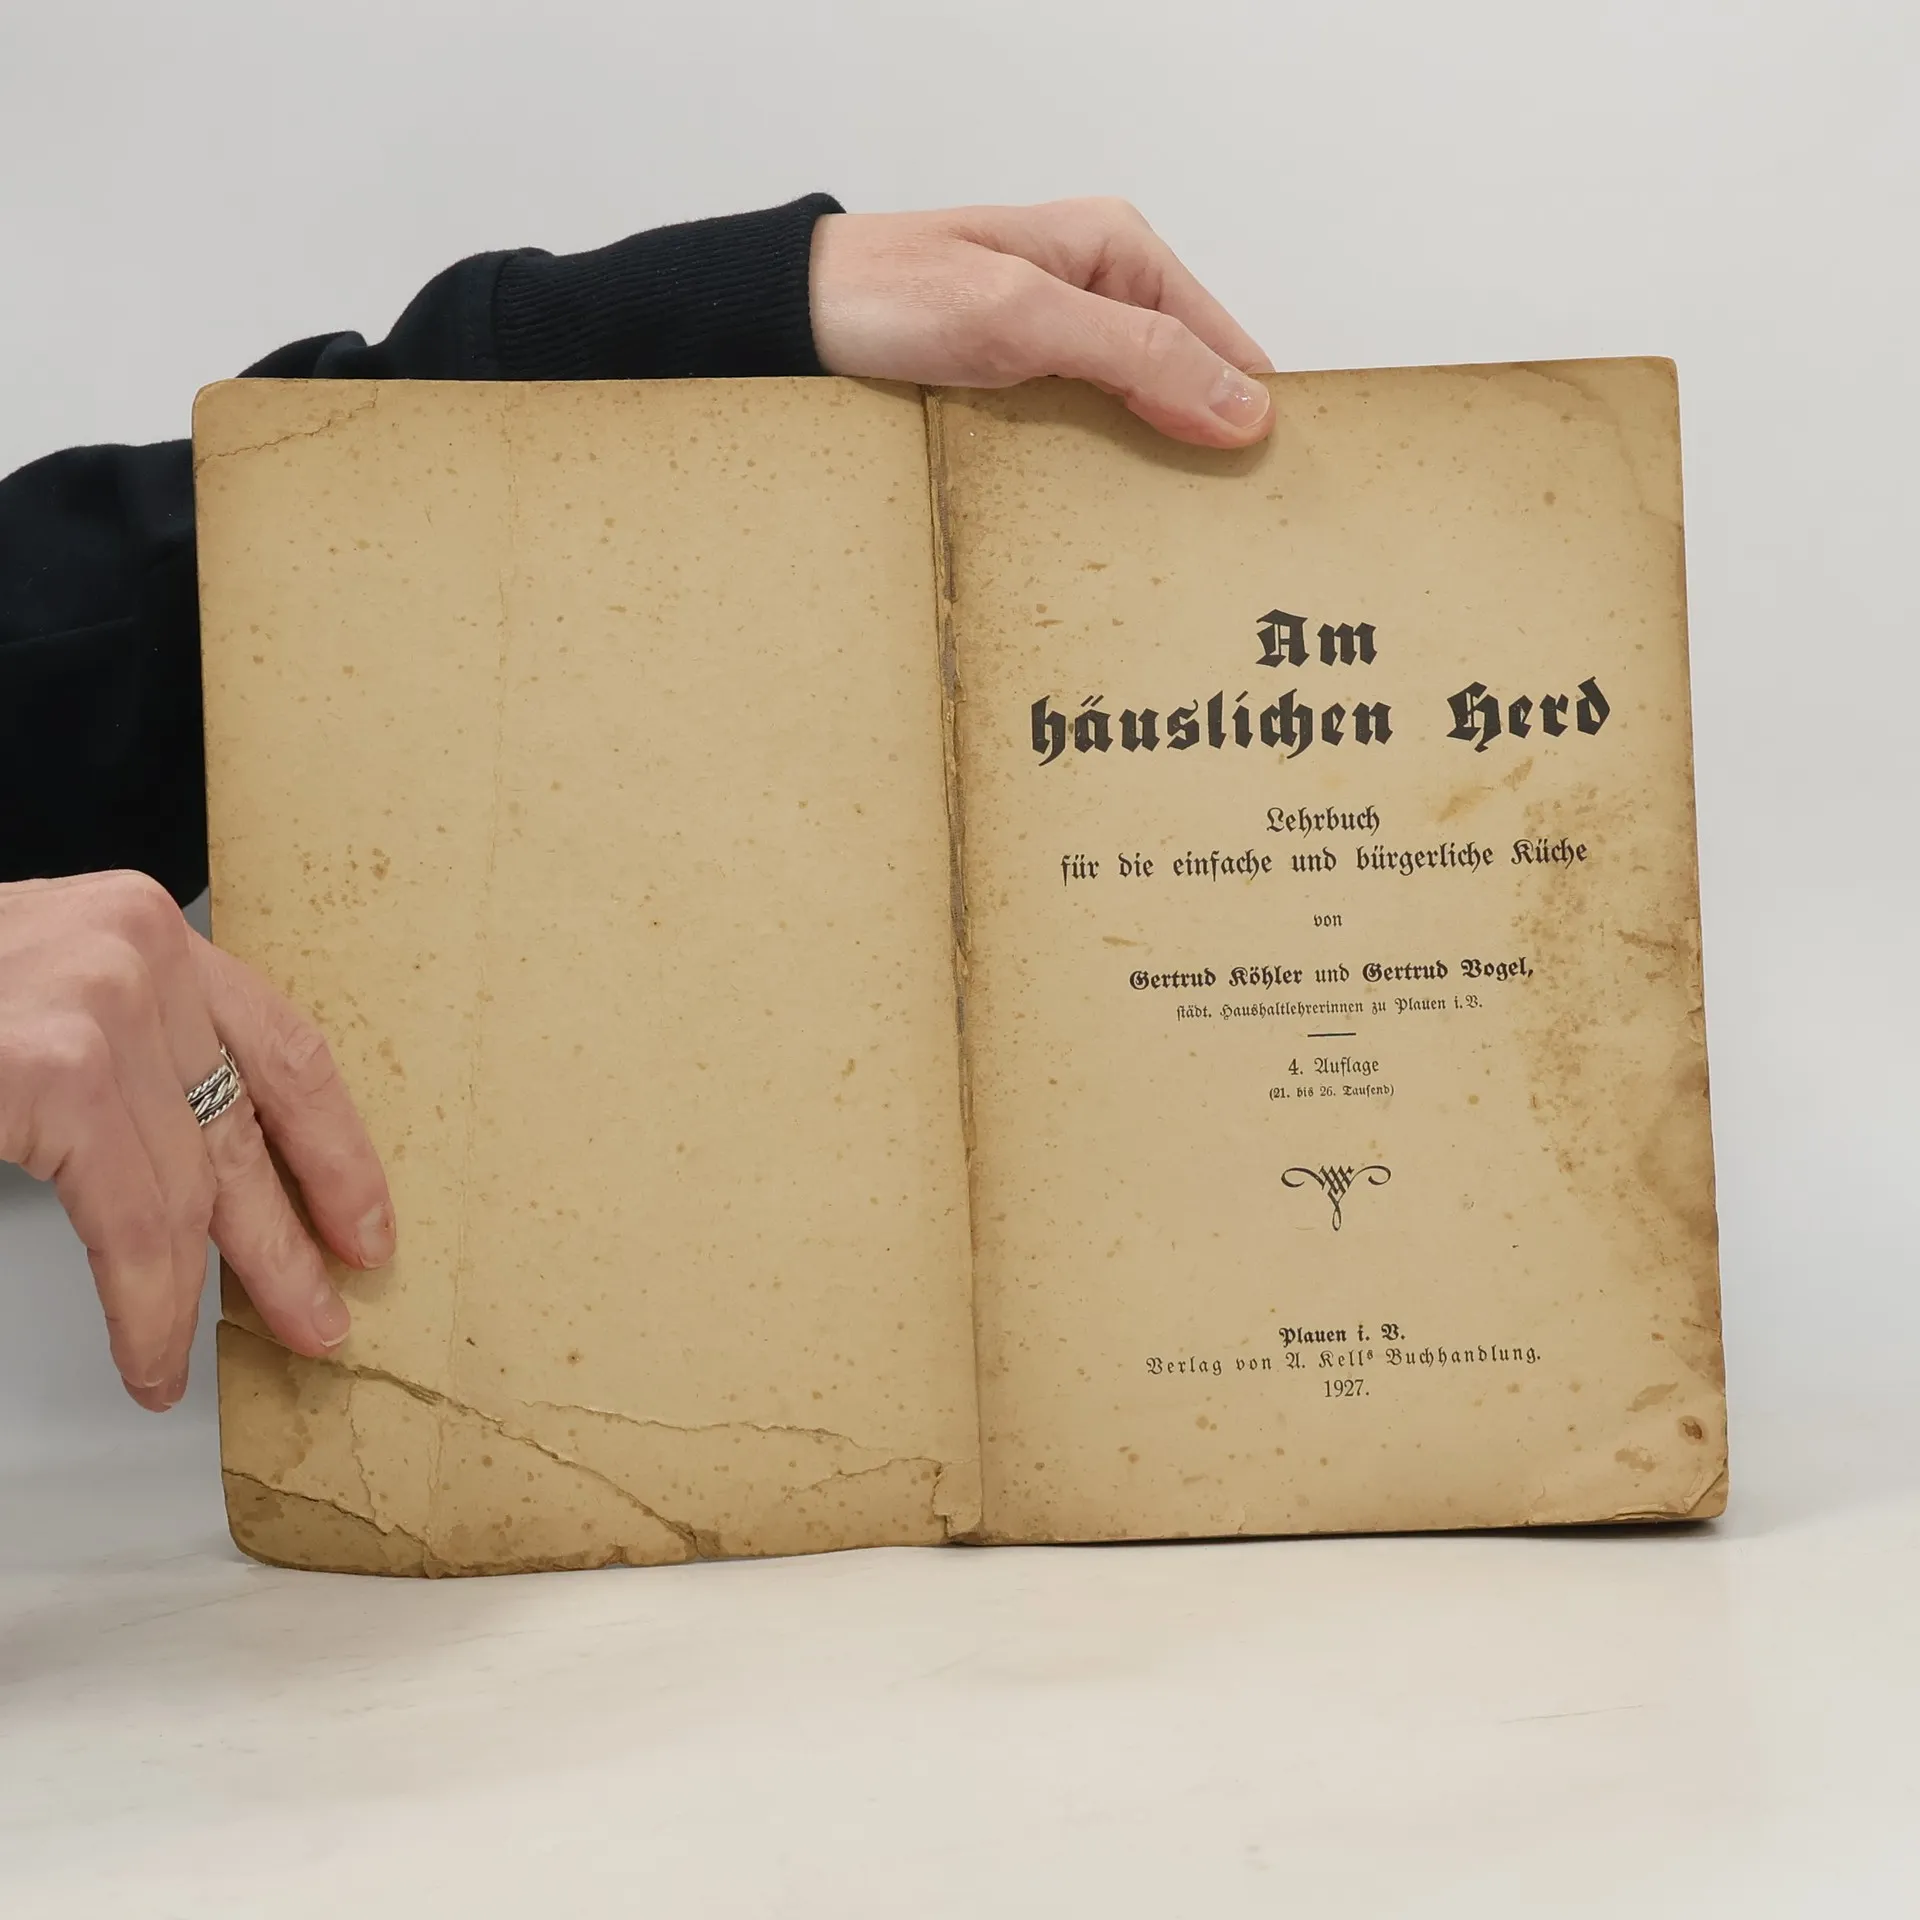 Am
häuslichen Herd
Lehrbuch
für die einfache und bürgerliche Küche
von
Gertrud Köhler und Gertrud Vogel,
städt. Haushaltlehrerinnen zu Plauen i. V.
4. Auflage
(21. bis 26. Tausend)
Plauen i. V.
Verlag von A. Kells Buchhandlung.
1927.